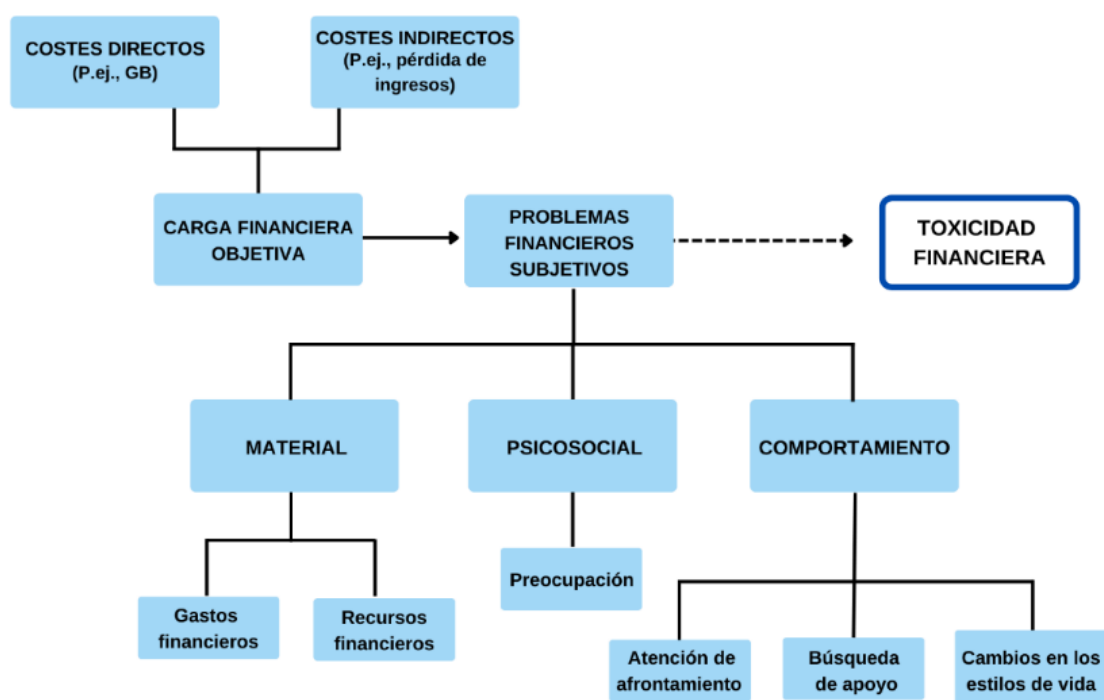 COSTES DIRECTOS
(P.ej., GB)
COSTES INDIRECTOS
(P.ej., pérdida de
ingresos)
CARGA FINANCIERA
OBJETIVA
PROBLEMAS
FINANCIEROS
SUBJETIVOS
TOXICIDAD
FINANCIERA
MATERIAL
PSICOSOCIAL
COMPORTAMIENTO
Gastos
financieros
Recursos
financieros
Preocupación
Atención de
afrontamiento
Búsqueda
de apoyo
Cambios en los
estilos de vida